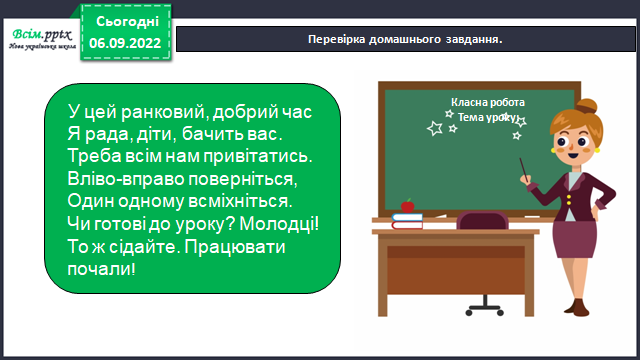 Всім.pptx
Нова українська школа
Сьогодні
06.09.2022
Перевірка домашнього завдання.
У цей ранковий, добрий час
Я рада, діти, бачить вас.
Треба всім нам привітатись.
Вліво-вправо поверніться,
Один одному всміхніться.
Чи готові до уроку? Молодці!
То ж сідайте. Працювати
почали!
Класна робота
Тема уроку: